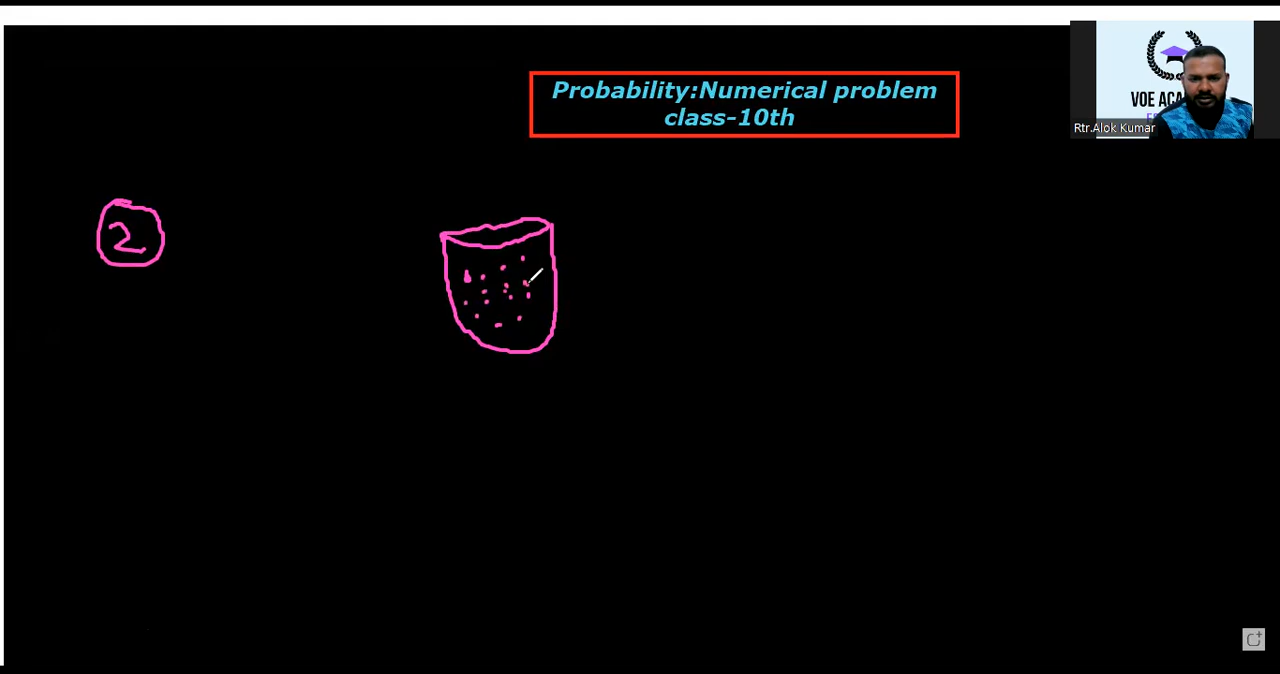 Probability:Numerical problem
class-10th
VOE ACA
Rtr.Alok Kumar
2